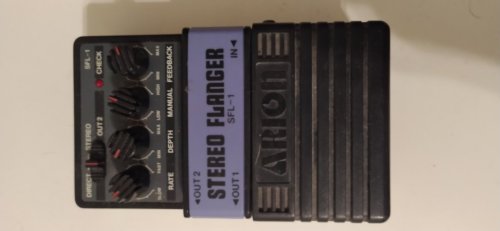 SFL-1
CHECK
DIRECT
STEREO
OUT 2
SLOW
FAST
MIN
MAX
LOW
HIGH
MIN
MAX
RATE
DEPTH
MANUAL
FEEDBACK
◄OUT 2
STEREO FLANGER
◄OUT 1
SFL-1
IN◄
ARION